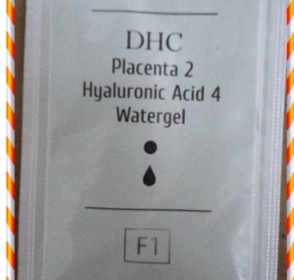 DHC
Placenta 2
Hyaluronic Acid 4
Watergel
F1